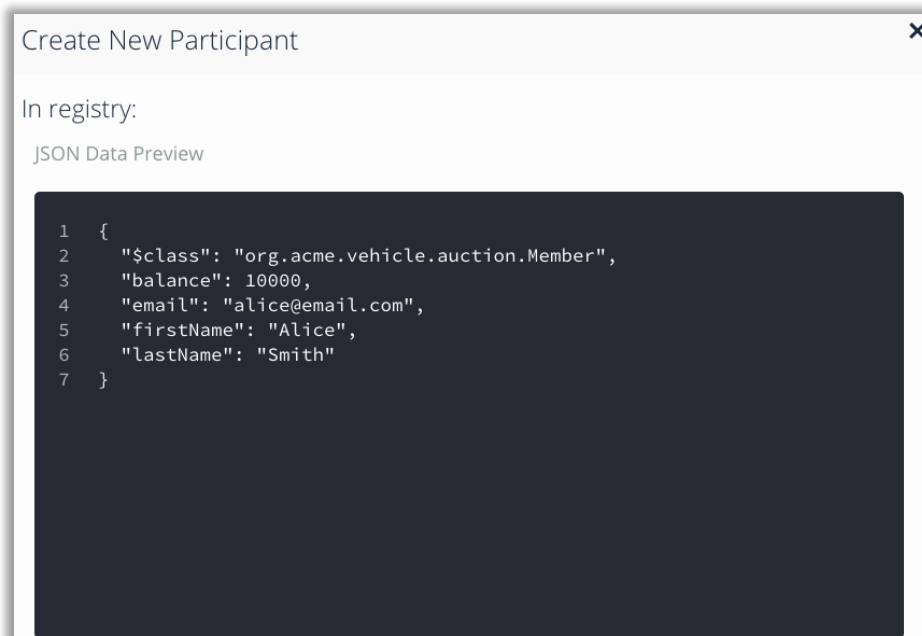 Create New Participant
In registry:
JSON Data Preview
1 {
2 "$class": "org.acme.vehicle.auction.Member",
3 "balance": 10000,
4 "email": "alice@email.com",
5 "firstName": "Alice",
6 "lastName": "Smith"
7 }